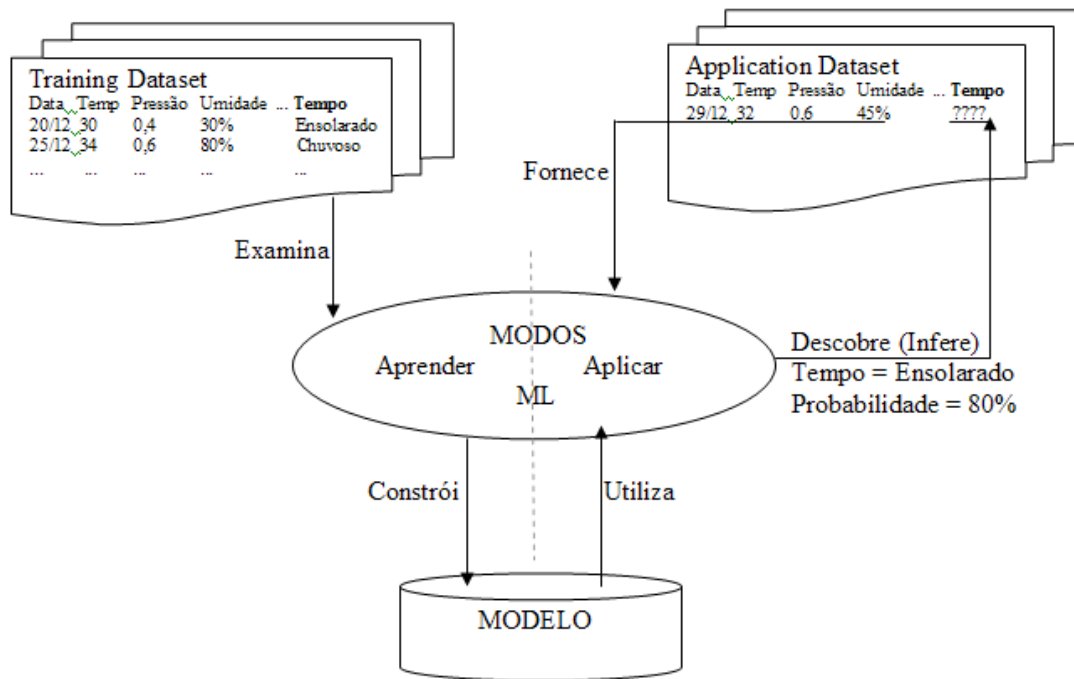 Training Dataset
Data Temp Pressão Umidade ... Tempo
20/12 30 0,4 30% Ensolarado
25/12 34 0,6 80% Chuvoso
... ... ... ... ...
Application Dataset
Data Temp Pressão Umidade ... Tempo
29/12 32 0,6 45% ????
Fornece
Examina
MODOS
Aprender Aplicar
ML
Descobre (Infere)
Tempo = Ensolarado
Probabilidade = 80%
Constrói
Utiliza
MODELO